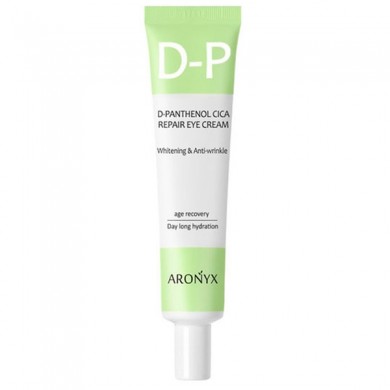 D-P
D-PANTHENOL CICA
REPAIR EYE CREAM
Whitening & Anti-wrinkle
age recovery
Day long hydration
ARONYX